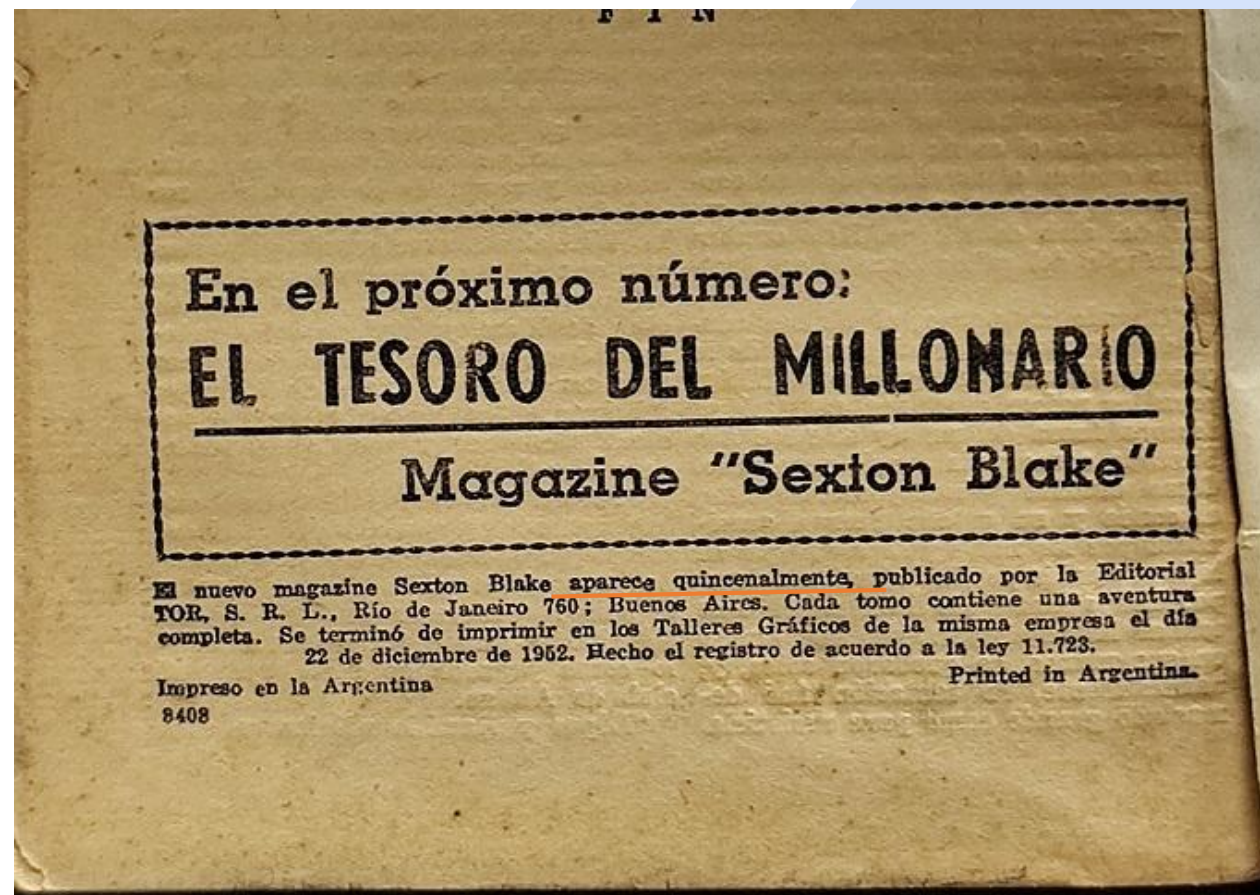 FIN
En el próximo número:
EL TESORO DEL MILLONARIO
Magazine "Sexton Blake"
El nuevo magazine Sexton Blake aparece quincenalmente, publicado por la Editorial
TOR, S. R. L., Río de Janeiro 760; Buenos Aires. Cada tomo contiene una aventura
completa. Se terminó de imprimir en los Talleres Gráficos de la misma empresa el día
22 de diciembre de 1952. Hecho el registro de acuerdo a la ley 11.723.
Impreso en la Argentina
Printed in Argentina.
8408